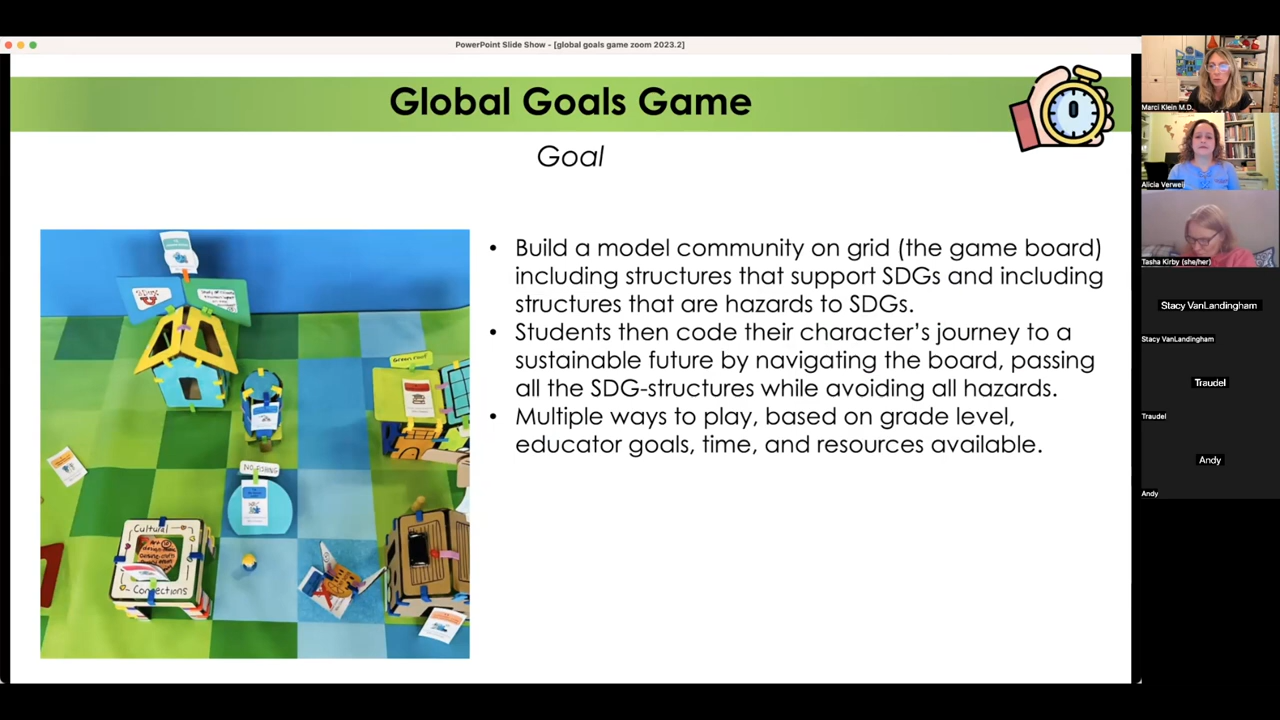 PowerPoint Slide Show - [global goals game zoom 2023.2]
Global Goals Game
Goal
• Build a model community on grid (the game board)
including structures that support SDGs and including
structures that are hazards to SDGs.
• Students then code their character's journey to a
sustainable future by navigating the board, passing
all the SDG-structures while avoiding all hazards.
• Multiple ways to play, based on grade level,
educator goals, time, and resources available.
0
Green roof
NO FISHING
Cultural
Connections
Marci Klein M.D.
Alicia Verweij
Tasha Kirby (she/her)
Stacy VanLandingham
Stacy VanLandingham
Traudel
Traudel
Andy
Andy